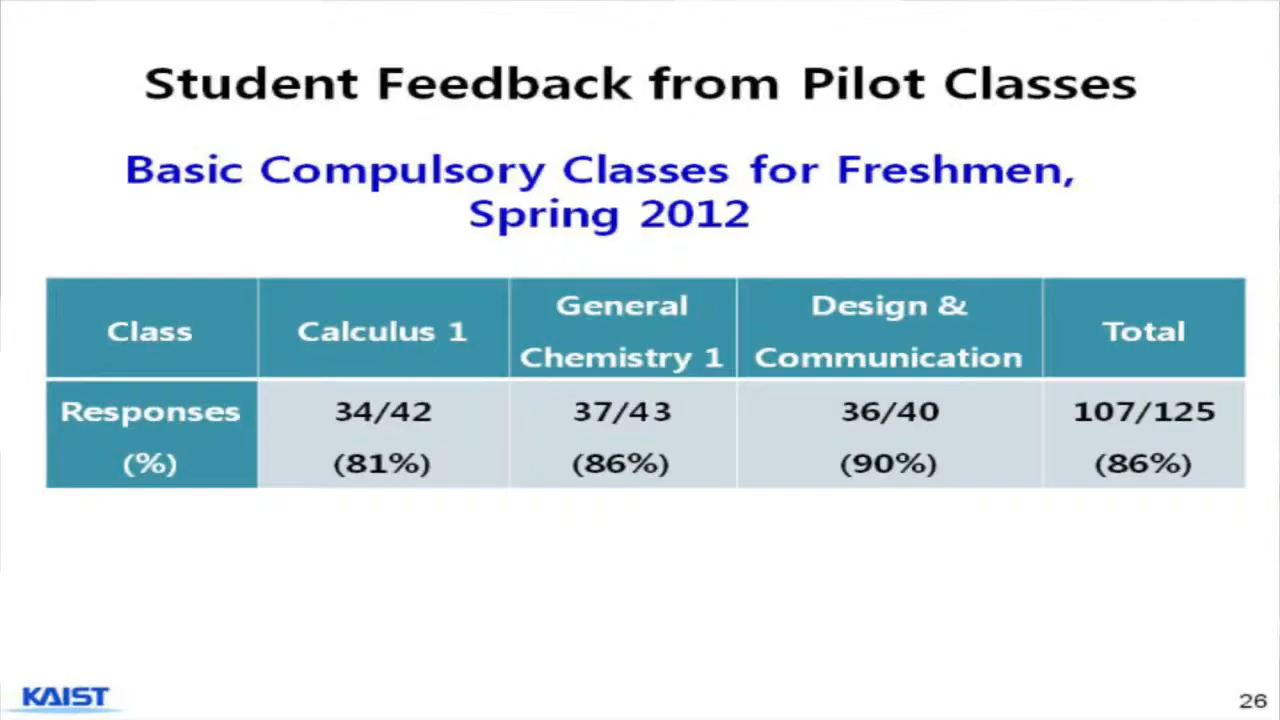 Student Feedback from Pilot Classes
Basic Compulsory Classes for Freshmen,
Spring 2012
Class
Calculus 1
General
Chemistry 1
Design &
Communication
Total
Responses
(%)
34/42
(81%)
37/43
(86%)
36/40
(90%)
107/125
(86%)
KAIST
26